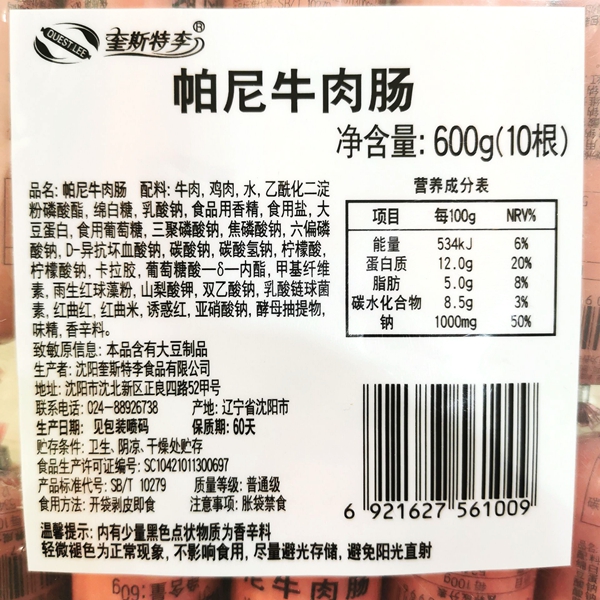 QUESTLEE 奎斯特李®
帕尼牛肉肠
净含量: 600g(10根)
品名: 帕尼牛肉肠 配料: 牛肉, 鸡肉, 水, 乙酰化二淀
粉磷酸酯, 绵白糖, 乳酸钠, 食品用香精, 食用盐, 大
豆蛋白, 食用葡萄糖, 三聚磷酸钠, 焦磷酸钠, 六偏磷
酸钠, D-异抗坏血酸钠, 碳酸钠, 碳酸氢钠, 柠檬酸,
柠檬酸钠, 卡拉胶, 葡萄糖酸—δ—内酯, 甲基纤维
素, 雨生红球藻粉, 山梨酸钾, 双乙酸钠, 乳酸链球菌
素, 红曲红, 红曲米, 诱惑红, 亚硝酸钠, 酵母抽提物,
味精, 香辛料。
致敏原信息: 本品含有大豆制品
生产者: 沈阳奎斯特李食品有限公司
地址: 沈阳市沈北新区正良四路52甲号
联系电话: 024-88926738 产地: 辽宁省沈阳市
生产日期: 见包装喷码 保质期: 60天
贮存条件: 卫生、阴凉、干燥处贮存
食品生产许可证编号: SC10421011300697
产品标准代号: SB/T 10279 质量等级: 普通级
食用方法: 开袋剥皮即食 注意事项: 胀袋禁食
温馨提示: 内有少量黑色点状物质为香辛料
轻微褪色为正常现象, 不影响食用, 尽量避光存储, 避免阳光直射
营养成分表
项目 每100g NRV%
能量 534kJ 6%
蛋白质 12.0g 20%
脂肪 5.0g 8%
碳水化合物 8.5g 3%
钠 1000mg 50%
6 921627 561009
尼牛肉肠